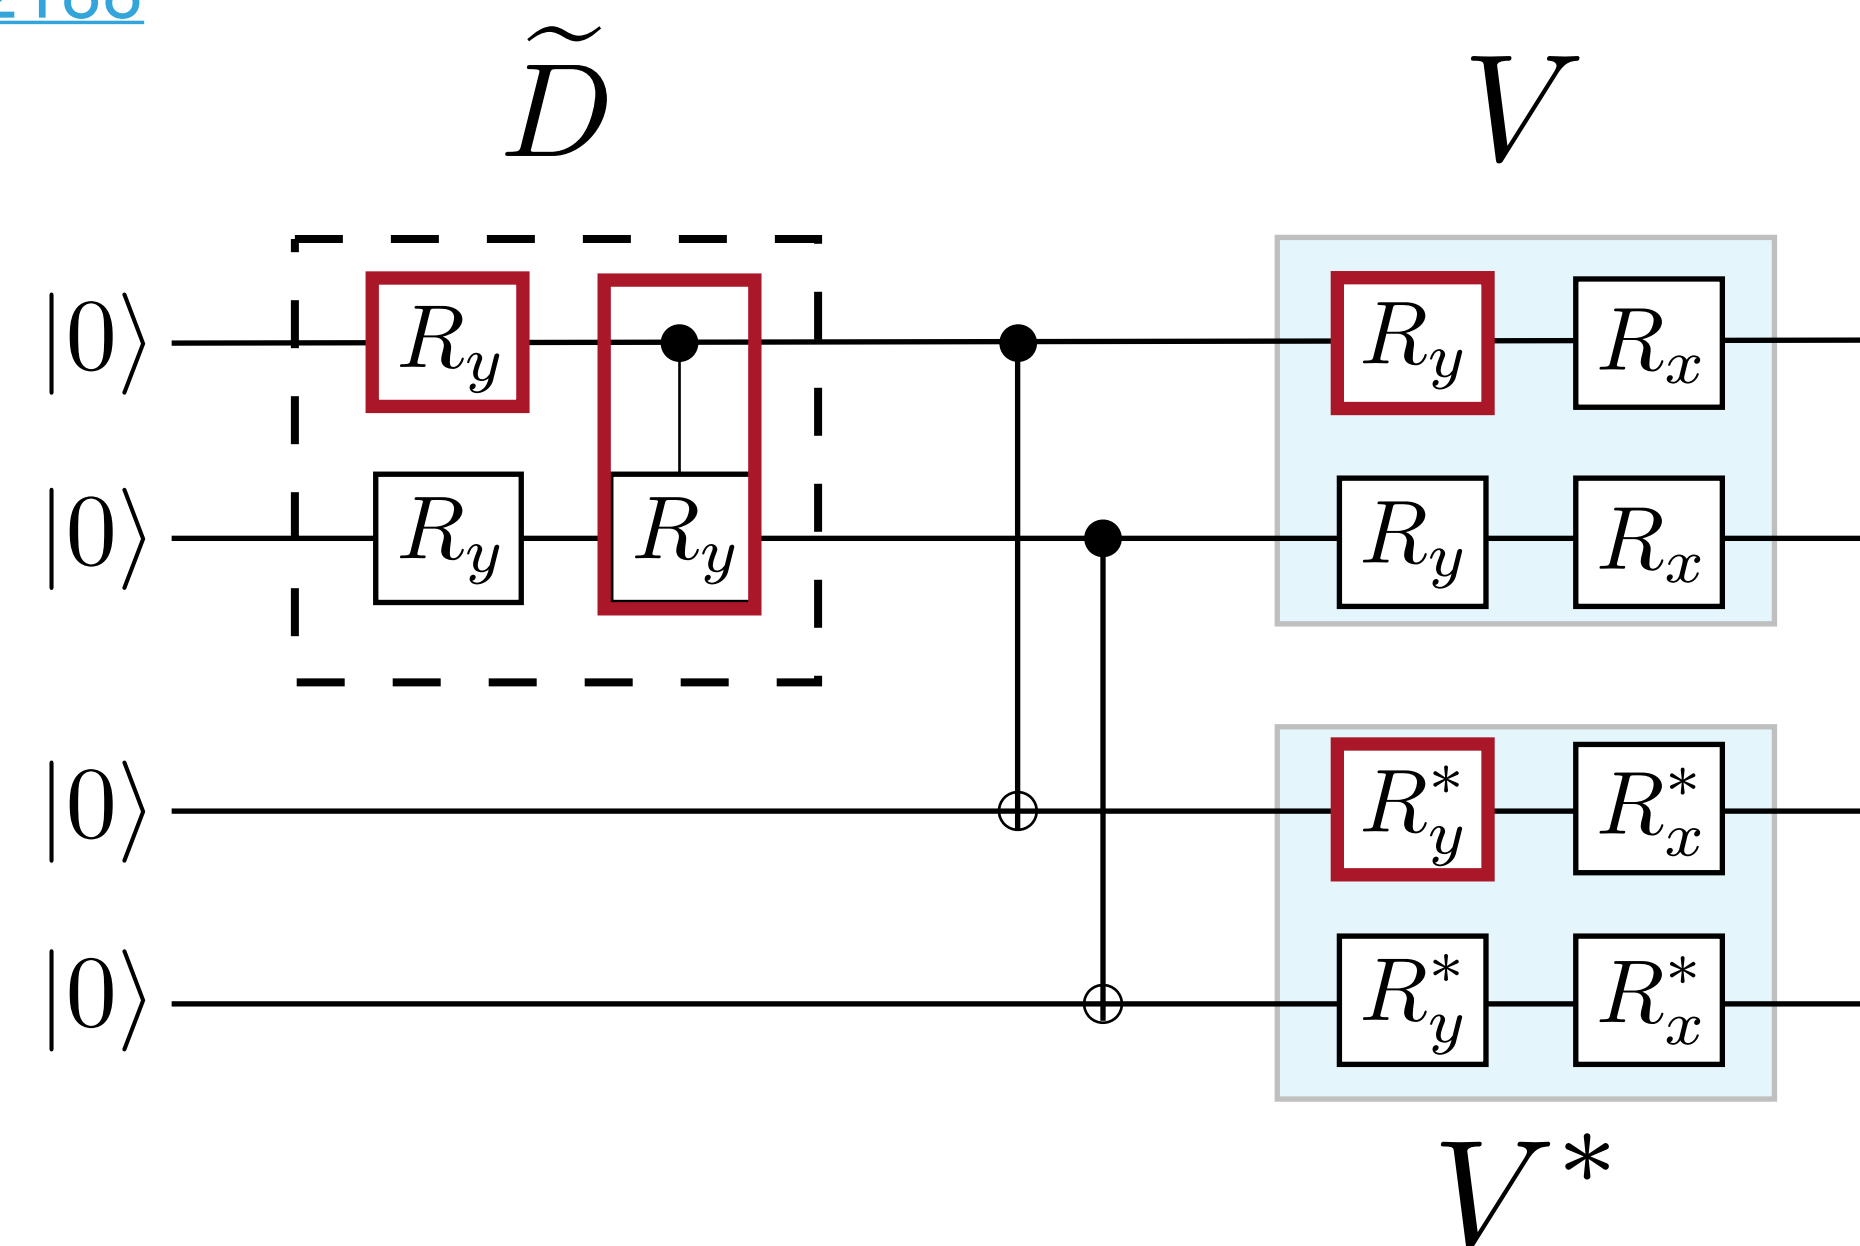 D̃ V
|0⟩ R_y R_y R_x
|0⟩ R_y R_y R_y R_x
|0⟩ R_y^* R_x^*
|0⟩ R_y^* R_x^*
V^*